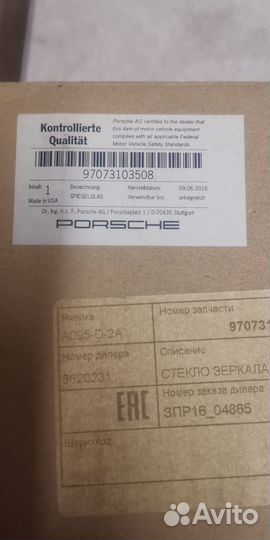 Kontrollierte
Qualität
Porsche AG certifies to the dealer that
this item of motor vehicle equipment
complies with all applicable Federal
Motor Vehicle Safety Standards.
97073103508
Inhalt: 1 Bezeichnung: Herstelldatum: 09.06.2016
Made in USA SPIEGELGLAS Verwendbar bis: unbegrenzt
Dr. Ing. h.c. F. Porsche AG / Porscheplatz 1 / D-70435 Stuttgart
PORSCHE
Ячейка Номер запчасти
A095-D-2A 970731
Номер дилера Описание
3620231 СТЕКЛО ЗЕРКАЛА
Номер заказа дилера
ЗПР16_04865
EAC
Штрихкод
Avito